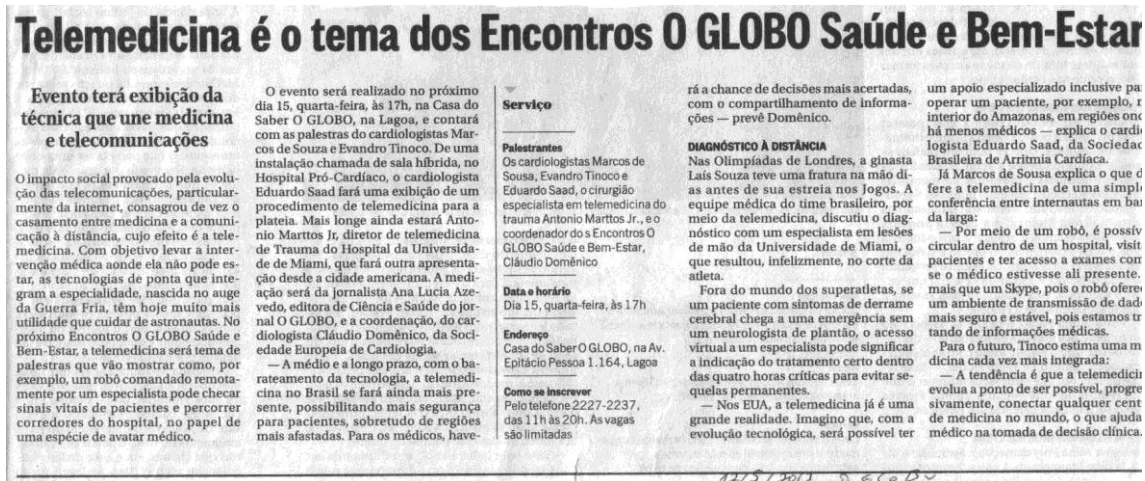 Telemedicina é o tema dos Encontros O GLOBO Saúde e Bem-Estar
Evento terá exibição da
técnica que une medicina
e telecomunicações
O impacto social provocado pela evolu-
ção das telecomunicações, particular-
mente da internet, consagrou de vez o
casamento entre medicina e a comuni-
cação à distância, cujo efeito é a tele-
medicina. Com objetivo levar a inter-
venção médica aonde ela não pode es-
tar, as tecnologias de ponta que inte-
gram a especialidade, nascida no auge
da Guerra Fria, têm hoje muito mais
utilidade que cuidar de astronautas. No
próximo Encontros O GLOBO Saúde e
Bem-Estar, a telemedicina será tema de
palestras que vão mostrar como, por
exemplo, um robô comandado remota-
mente por um especialista pode checar
sinais vitais de pacientes e percorrer
corredores do hospital, no papel de
uma espécie de avatar médico.
O evento será realizado no próximo
dia 15, quarta-feira, às 17h, na Casa do
Saber O GLOBO, na Lagoa, e contará
com as palestras do cardiologistas Mar-
cos de Souza e Evandro Tinoco. De uma
instalação chamada de sala híbrida, no
Hospital Pró-Cardíaco, o cardiologista
Eduardo Saad fará uma exibição de um
procedimento de telemedicina para a
plateia. Mais longe ainda estará Anto-
nio Marttos Jr, diretor de telemedicina
de Trauma do Hospital da Universida-
de de Miami, que fará outra apresenta-
ção desde a cidade americana. A medi-
ação será da jornalista Ana Lucia Aze-
vedo, editora de Ciência e Saúde do jor-
nal O GLOBO, e a coordenação, do car-
diologista Cláudio Domênico, da Soci-
edade Europeia de Cardiologia.
— A médio e a longo prazo, com o ba-
rateamento da tecnologia, a telemedi-
cina no Brasil se fará ainda mais pre-
sente, possibilitando mais segurança
para pacientes, sobretudo de regiões
mais afastadas. Para os médicos, have-
Serviço
Palestrantes
Os cardiologistas Marcos de
Sousa, Evandro Tinoco e
Eduardo Saad, o cirurgião
especialista em telemedicina do
trauma Antonio Marttos Jr., e o
coordenador do s Encontros O
GLOBO Saúde e Bem-Estar,
Cláudio Domênico
Data e horário
Dia 15, quarta-feira, às 17h
Endereço
Casa do Saber O GLOBO, na Av.
Epitácio Pessoa 1.164, Lagoa
Como se inscrever
Pelo telefone 2227-2237,
das 11h às 20h. As vagas
são limitadas
rá a chance de decisões mais acertadas,
com o compartilhamento de informa-
ções — prevê Domênico.
DIAGNÓSTICO À DISTÂNCIA
Nas Olimpíadas de Londres, a ginasta
Laís Souza teve uma fratura na mão di-
as antes de sua estreia nos Jogos. A
equipe médica do time brasileiro, por
meio da telemedicina, discutiu o diag-
nóstico com um especialista em lesões
de mão da Universidade de Miami, o
que resultou, infelizmente, no corte da
atleta.
Fora do mundo dos superatletas, se
um paciente com sintomas de derrame
cerebral chega a uma emergência sem
um neurologista de plantão, o acesso
virtual a um especialista pode significar
a indicação do tratamento certo dentro
das quatro horas críticas para evitar se-
quelas permanentes.
— Nos EUA, a telemedicina já é uma
grande realidade. Imagino que, com a
evolução tecnológica, será possível ter
um apoio especializado inclusive pa
operar um paciente, por exemplo,
interior do Amazonas, em regiões ond
há menos médicos — explica o cardi
logista Eduardo Saad, da Sociedad
Brasileira de Arritmia Cardíaca.
Já Marcos de Sousa explica o que d
fere a telemedicina de uma simple
conferência entre internautas em ban
da larga:
— Por meio de um robô, é possív
circular dentro de um hospital, visit
pacientes e ter acesso a exames com
se o médico estivesse ali presente.
mais que um Skype, pois o robô oferec
um ambiente de transmissão de dado
mais seguro e estável, pois estamos tr
tando de informações médicas.
Para o futuro, Tinoco estima uma m
dicina cada vez mais integrada:
— A tendência é que a telemedicin
evolua a ponto de ser possível, progre
sivamente, conectar qualquer centr
de medicina no mundo, o que ajuda
médico na tomada de decisão clínica.